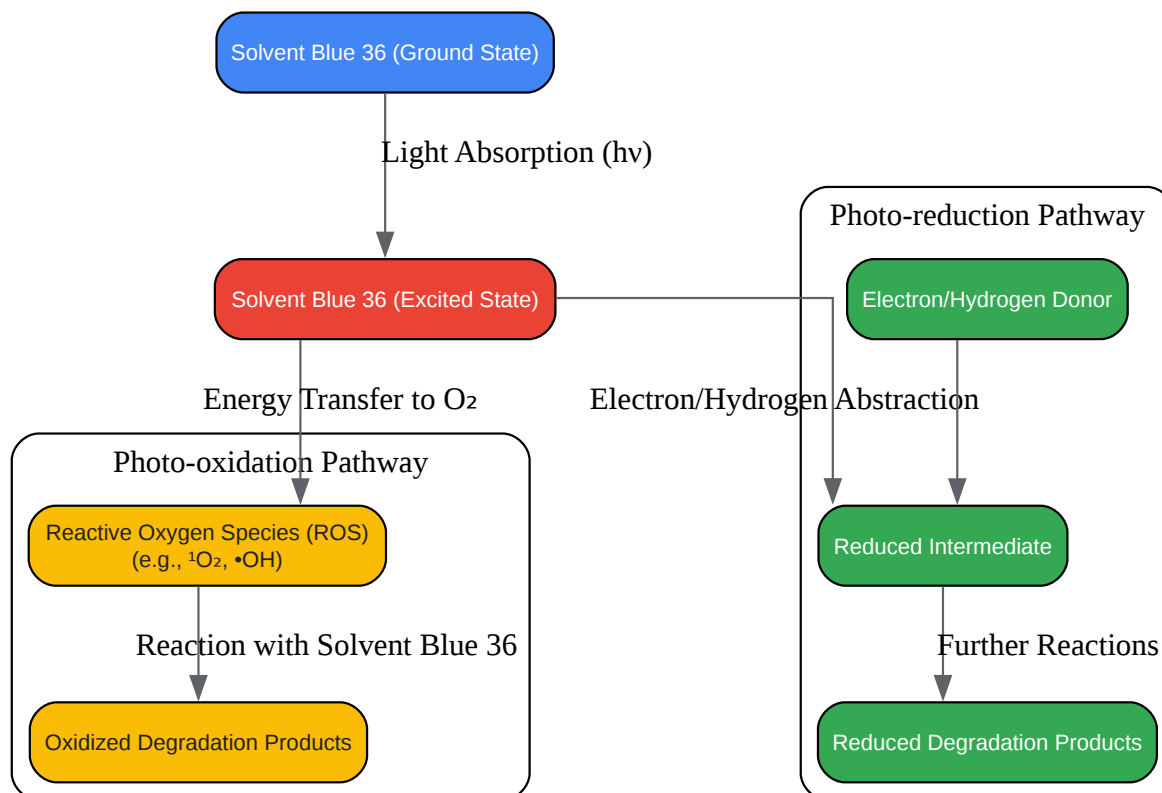 Solvent Blue 36 (Ground State)
Light Absorption (hν)
Photo-reduction Pathway
Solvent Blue 36 (Excited State)
Electron/Hydrogen Donor
Energy Transfer to O₂
Electron/Hydrogen Abstraction
Photo-oxidation Pathway
Reactive Oxygen Species (ROS)
(e.g., ¹O₂, •OH)
Reduced Intermediate
Reaction with Solvent Blue 36
Further Reactions
Oxidized Degradation Products
Reduced Degradation Products